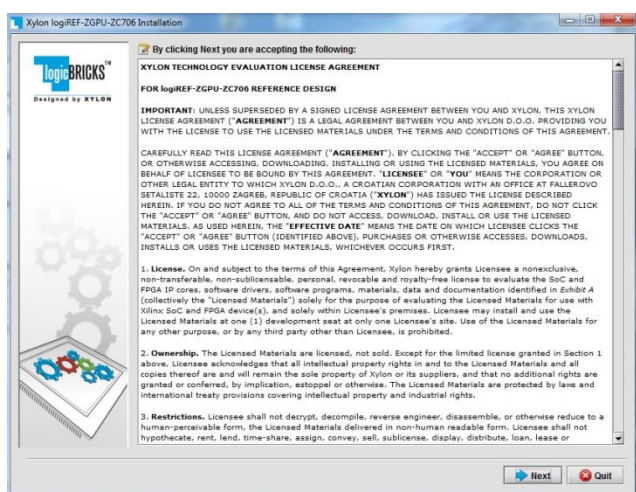 Xylon logiREF-ZGPU-ZC706 Installation
logicBRICKS™
Designed by XYLON
By clicking Next you are accepting the following:
XYLON TECHNOLOGY EVALUATION LICENSE AGREEMENT
FOR logiREF-ZGPU-ZC706 REFERENCE DESIGN
IMPORTANT: UNLESS SUPERSEDED BY A SIGNED LICENSE AGREEMENT BETWEEN YOU AND XYLON, THIS XYLON
LICENSE AGREEMENT ("AGREEMENT") IS A LEGAL AGREEMENT BETWEEN YOU AND XYLON D.O.O. PROVIDING YOU
WITH THE LICENSE TO USE THE LICENSED MATERIALS UNDER THE TERMS AND CONDITIONS OF THIS AGREEMENT.
CAREFULLY READ THIS LICENSE AGREEMENT ("AGREEMENT"). BY CLICKING THE "ACCEPT" OR "AGREE" BUTTON,
OR OTHERWISE ACCESSING, DOWNLOADING, INSTALLING OR USING THE LICENSED MATERIALS, YOU AGREE ON
BEHALF OF LICENSEE TO BE BOUND BY THIS AGREEMENT. "LICENSEE" OR "YOU" MEANS THE CORPORATION OR
OTHER LEGAL ENTITY TO WHICH XYLON D.O.O., A CROATIAN CORPORATION WITH AN OFFICE AT FALLEROVO
SETALISTE 22, 10000 ZAGREB, REPUBLIC OF CROATIA ("XYLON") HAS ISSUED THE LICENSE DESCRIBED
HEREIN. IF YOU DO NOT AGREE TO ALL OF THE TERMS AND CONDITIONS OF THIS AGREEMENT, DO NOT CLICK
THE "ACCEPT" OR "AGREE" BUTTON, AND DO NOT ACCESS, DOWNLOAD, INSTALL OR USE THE LICENSED
MATERIALS. AS USED HEREIN, THE "EFFECTIVE DATE" MEANS THE DATE ON WHICH LICENSEE CLICKS THE
"ACCEPT" OR "AGREE" BUTTON (IDENTIFIED ABOVE), PURCHASES OR OTHERWISE ACCESSES, DOWNLOADS,
INSTALLS OR USES THE LICENSED MATERIALS, WHICHEVER OCCURS FIRST.
1. License. On and subject to the terms of this Agreement, Xylon hereby grants Licensee a nonexclusive,
non-transferable, non-sublicensable, personal, revocable and royalty-free license to evaluate the SoC and
FPGA IP cores, software drivers, software programs, materials, data and documentation identified in Exhibit A
(collectively the "Licensed Materials") solely for the purpose of evaluating the Licensed Materials for use with
Xilinx SoC and FPGA device(s), and solely within Licensee's premises. Licensee may install and use the
Licensed Materials at one (1) development seat at only one Licensee's site. Use of the Licensed Materials for
any other purpose, or by any third party other than Licensee, is prohibited.
2. Ownership. The Licensed Materials are licensed, not sold. Except for the limited license granted in Section 1
above, Licensee acknowledges that all intellectual property rights in and to the Licensed Materials and all
copies thereof are and will remain the sole property of Xylon or its suppliers, and that no additional rights are
granted or conferred, by implication, estoppel or otherwise. The Licensed Materials are protected by laws and
international treaty provisions covering intellectual property and industrial rights.
3. Restrictions. Licensee shall not decrypt, decompile, reverse engineer, disassemble, or otherwise reduce to a
human-perceivable form, the Licensed Materials delivered in non-human readable form. Licensee shall not
hypothecate, rent, lend, time-share, assign, convey, sell, sublicense, display, distribute, loan, lease or
Next
Quit